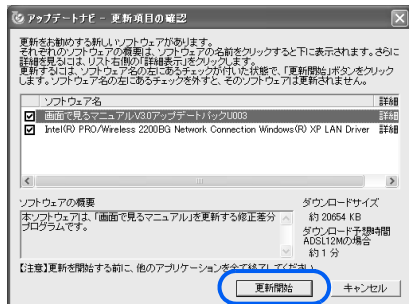 アップデートナビ - 更新項目の確認
更新をお勧めする新しいソフトウェアがあります。
それぞれのソフトウェアの概要は、ソフトウェアの名前をクリックすると下に表示されます。さらに
詳細を見るには、リスト右側の「詳細表示」をクリックします。
更新するには、ソフトウェア名の左にあるチェックが付いた状態で、「更新開始」ボタンをクリック
します。ソフトウェア名の左にあるチェックを外すと、そのソフトウェアは更新されません。
ソフトウェア名 詳細
画面で見るマニュアルV3.0アップデートパックU003 詳細
Intel(R) PRO/Wireless 2200BG Network Connection Windows(R) XP LAN Driver 詳細
ソフトウェアの概要
本ソフトウェアは、「画面で見るマニュアル」を更新する修正差分
プログラムです。
ダウンロードサイズ
約 20654 KB
ダウンロード予想時間
ADSL12Mの場合
約 1 分
【注意】更新を開始する前に、他のアプリケーションを全て終了してください。
更新開始 キャンセル